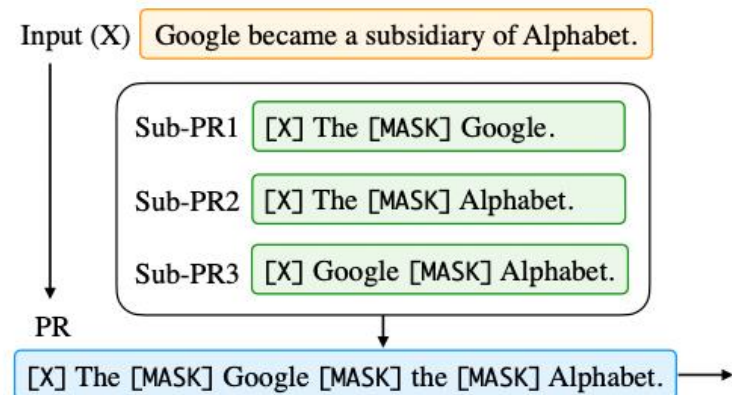 Input (X) Google became a subsidiary of Alphabet.
Sub-PR1 [X] The [MASK] Google.
Sub-PR2 [X] The [MASK] Alphabet.
Sub-PR3 [X] Google [MASK] Alphabet.
PR
[X] The [MASK] Google [MASK] the [MASK] Alphabet.